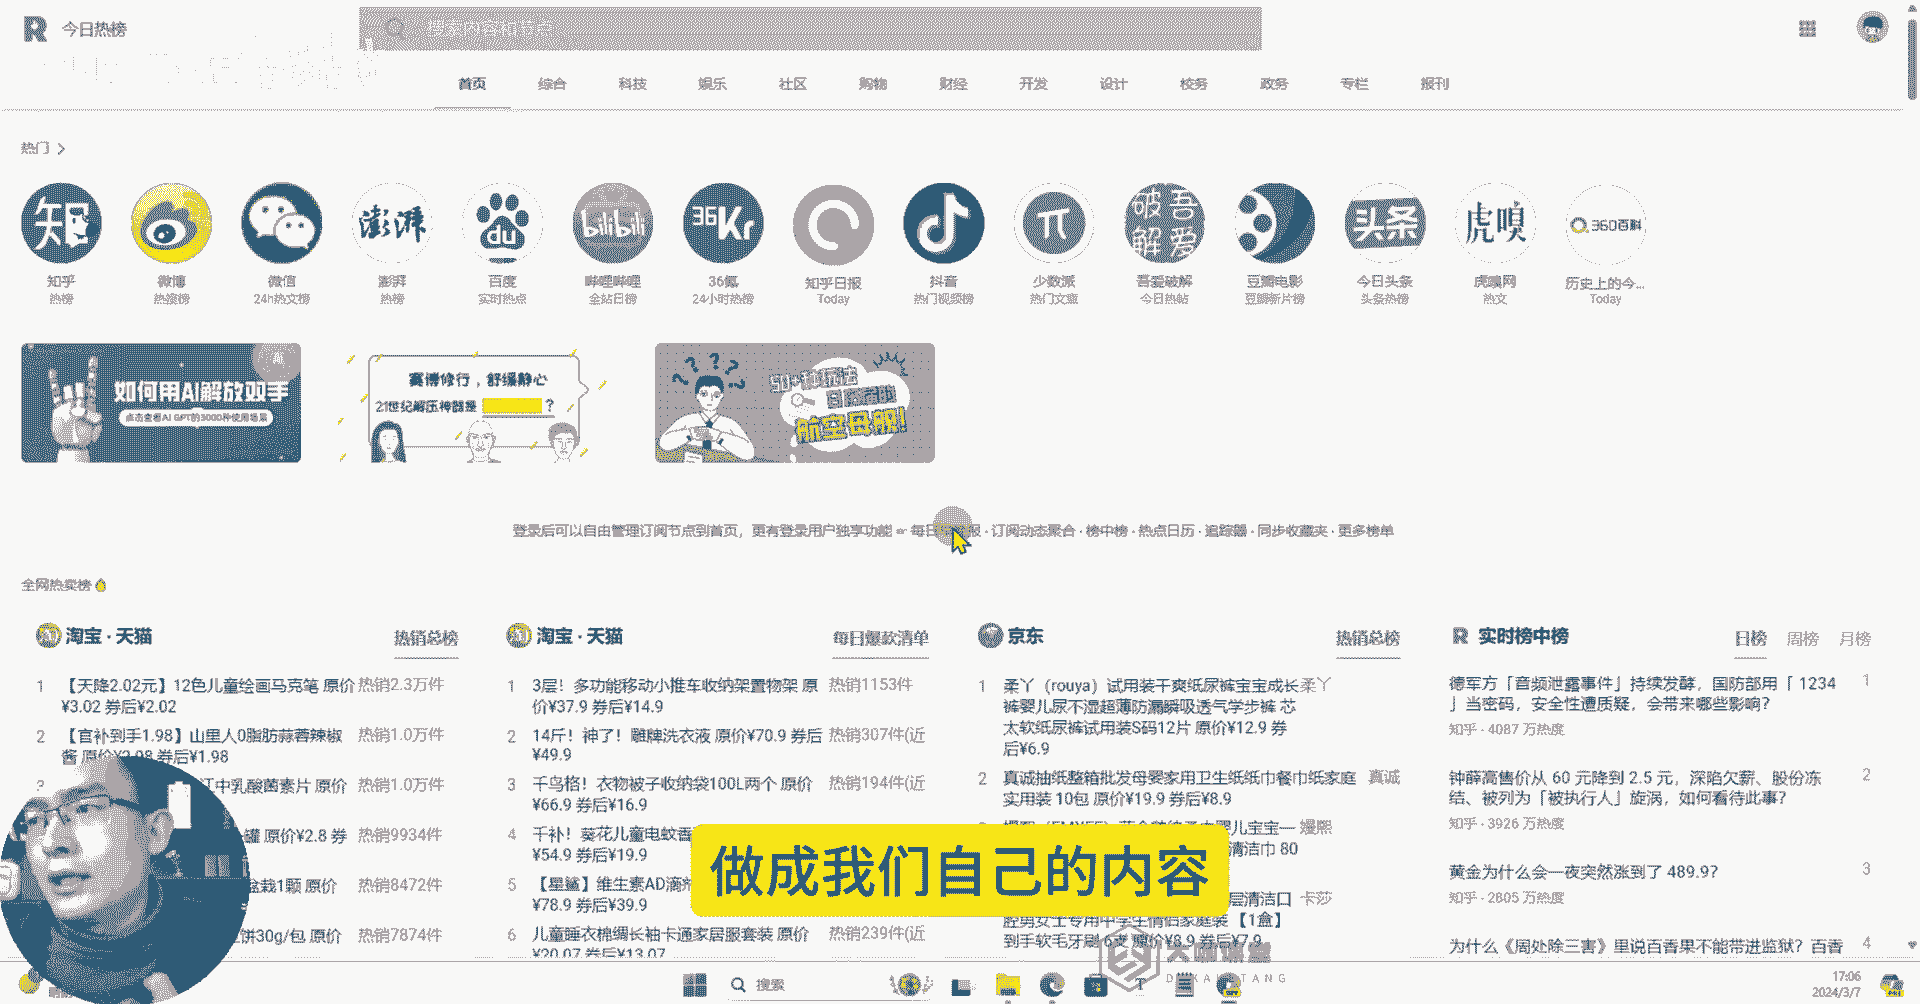 今日热榜
搜索内容和节点
首页 综合 科技 娱乐 社区 购物 财经 开发 设计 校务 政务 专栏 报刊
热门
知乎 热榜
微博 热搜榜
微信 24h热文榜
澎湃 热榜
百度 实时热点
哔哩哔哩 全站日榜
36氪 24小时热榜
知乎日报 Today
抖音 热门视频榜
少数派 热门文章
吾爱破解 今日热帖
豆瓣电影 豆瓣新片榜
今日头条 头条热榜
虎嗅网 热文
历史上的今... Today
如何用AI解放双手
点击查看AI GPT的3000种使用场景
赛博修行，舒缓静心
21世纪解压神器是 ？
航空母舰!
登录后可以自由管理订阅节点到首页，更有登录用户独享功能
订阅动态聚合 · 榜中榜 · 热点日历 · 追踪器 · 同步收藏夹 · 更多榜单
全网热卖榜
淘宝 · 天猫 热销总榜
1 【天降2.02元】12色儿童绘画马克笔 原价 热销2.3万件
¥3.02 券后¥2.02
2 【官补到手1.98】山里人0脂肪蒜蓉辣椒 热销1.0万件
酱 原价¥2.98 券后¥1.98
江中乳酸菌素片 原价 热销1.0万件
罐 原价¥2.8 券 热销9934件
盆栽1颗 原价 热销8472件
饼30g/包 原价 热销7874件
淘宝 · 天猫 每日爆款清单
1 3层！多功能移动小推车收纳架置物架 原 热销1153件
价¥37.9 券后¥14.9
2 14斤！神了！雕牌洗衣液 原价¥70.9 券后 热销307件(近
¥49.9
3 千鸟格！衣物被子收纳袋100L两个 原价 热销194件(近
¥66.9 券后¥16.9
4 千补！葵花儿童电蚊香
¥54.9 券后¥19.9
5 【星鲨】维生素AD滴剂
¥78.9 券后¥39.9
6 儿童睡衣棉绸长袖卡通家居服套装 原价 热销239件(近
¥20.07 券后¥13.07
京东 热销总榜
1 柔丫（rouya）试用装干爽纸尿裤宝宝成长 柔丫
裤婴儿尿不湿超薄防漏瞬吸透气学步裤 芯
太软纸尿裤试用装S码12片 原价¥12.9 券
后¥6.9
2 真诚抽纸整箱批发母婴家用卫生纸纸巾餐巾纸家庭 真诚
实用装 10包 原价¥19.9 券后¥8.9
婴儿宝宝一 嫚熙
清洁巾 80
层清洁口 卡莎
腔男女士专用中学生情侣家庭装 【1盒】
到手软毛牙刷 6支 原价¥8.9 券后¥7.9
实时榜中榜 日榜 周榜 月榜
德军方「音频泄露事件」持续发酵，国防部用「 1234 1
」当密码，安全性遭质疑，会带来哪些影响？
知乎 · 4087 万热度
钟薛高售价从 60 元降到 2.5 元，深陷欠薪、股份冻 2
结、被列为「被执行人」旋涡，如何看待此事？
知乎 · 3926 万热度
黄金为什么会一夜突然涨到了 489.9？ 3
知乎 · 2805 万热度
为什么《周处除三害》里说百香果不能带进监狱？百香 4
做成我们自己的内容
大咖课堂
DAKAKETANG
搜索
17:06
2024/3/7